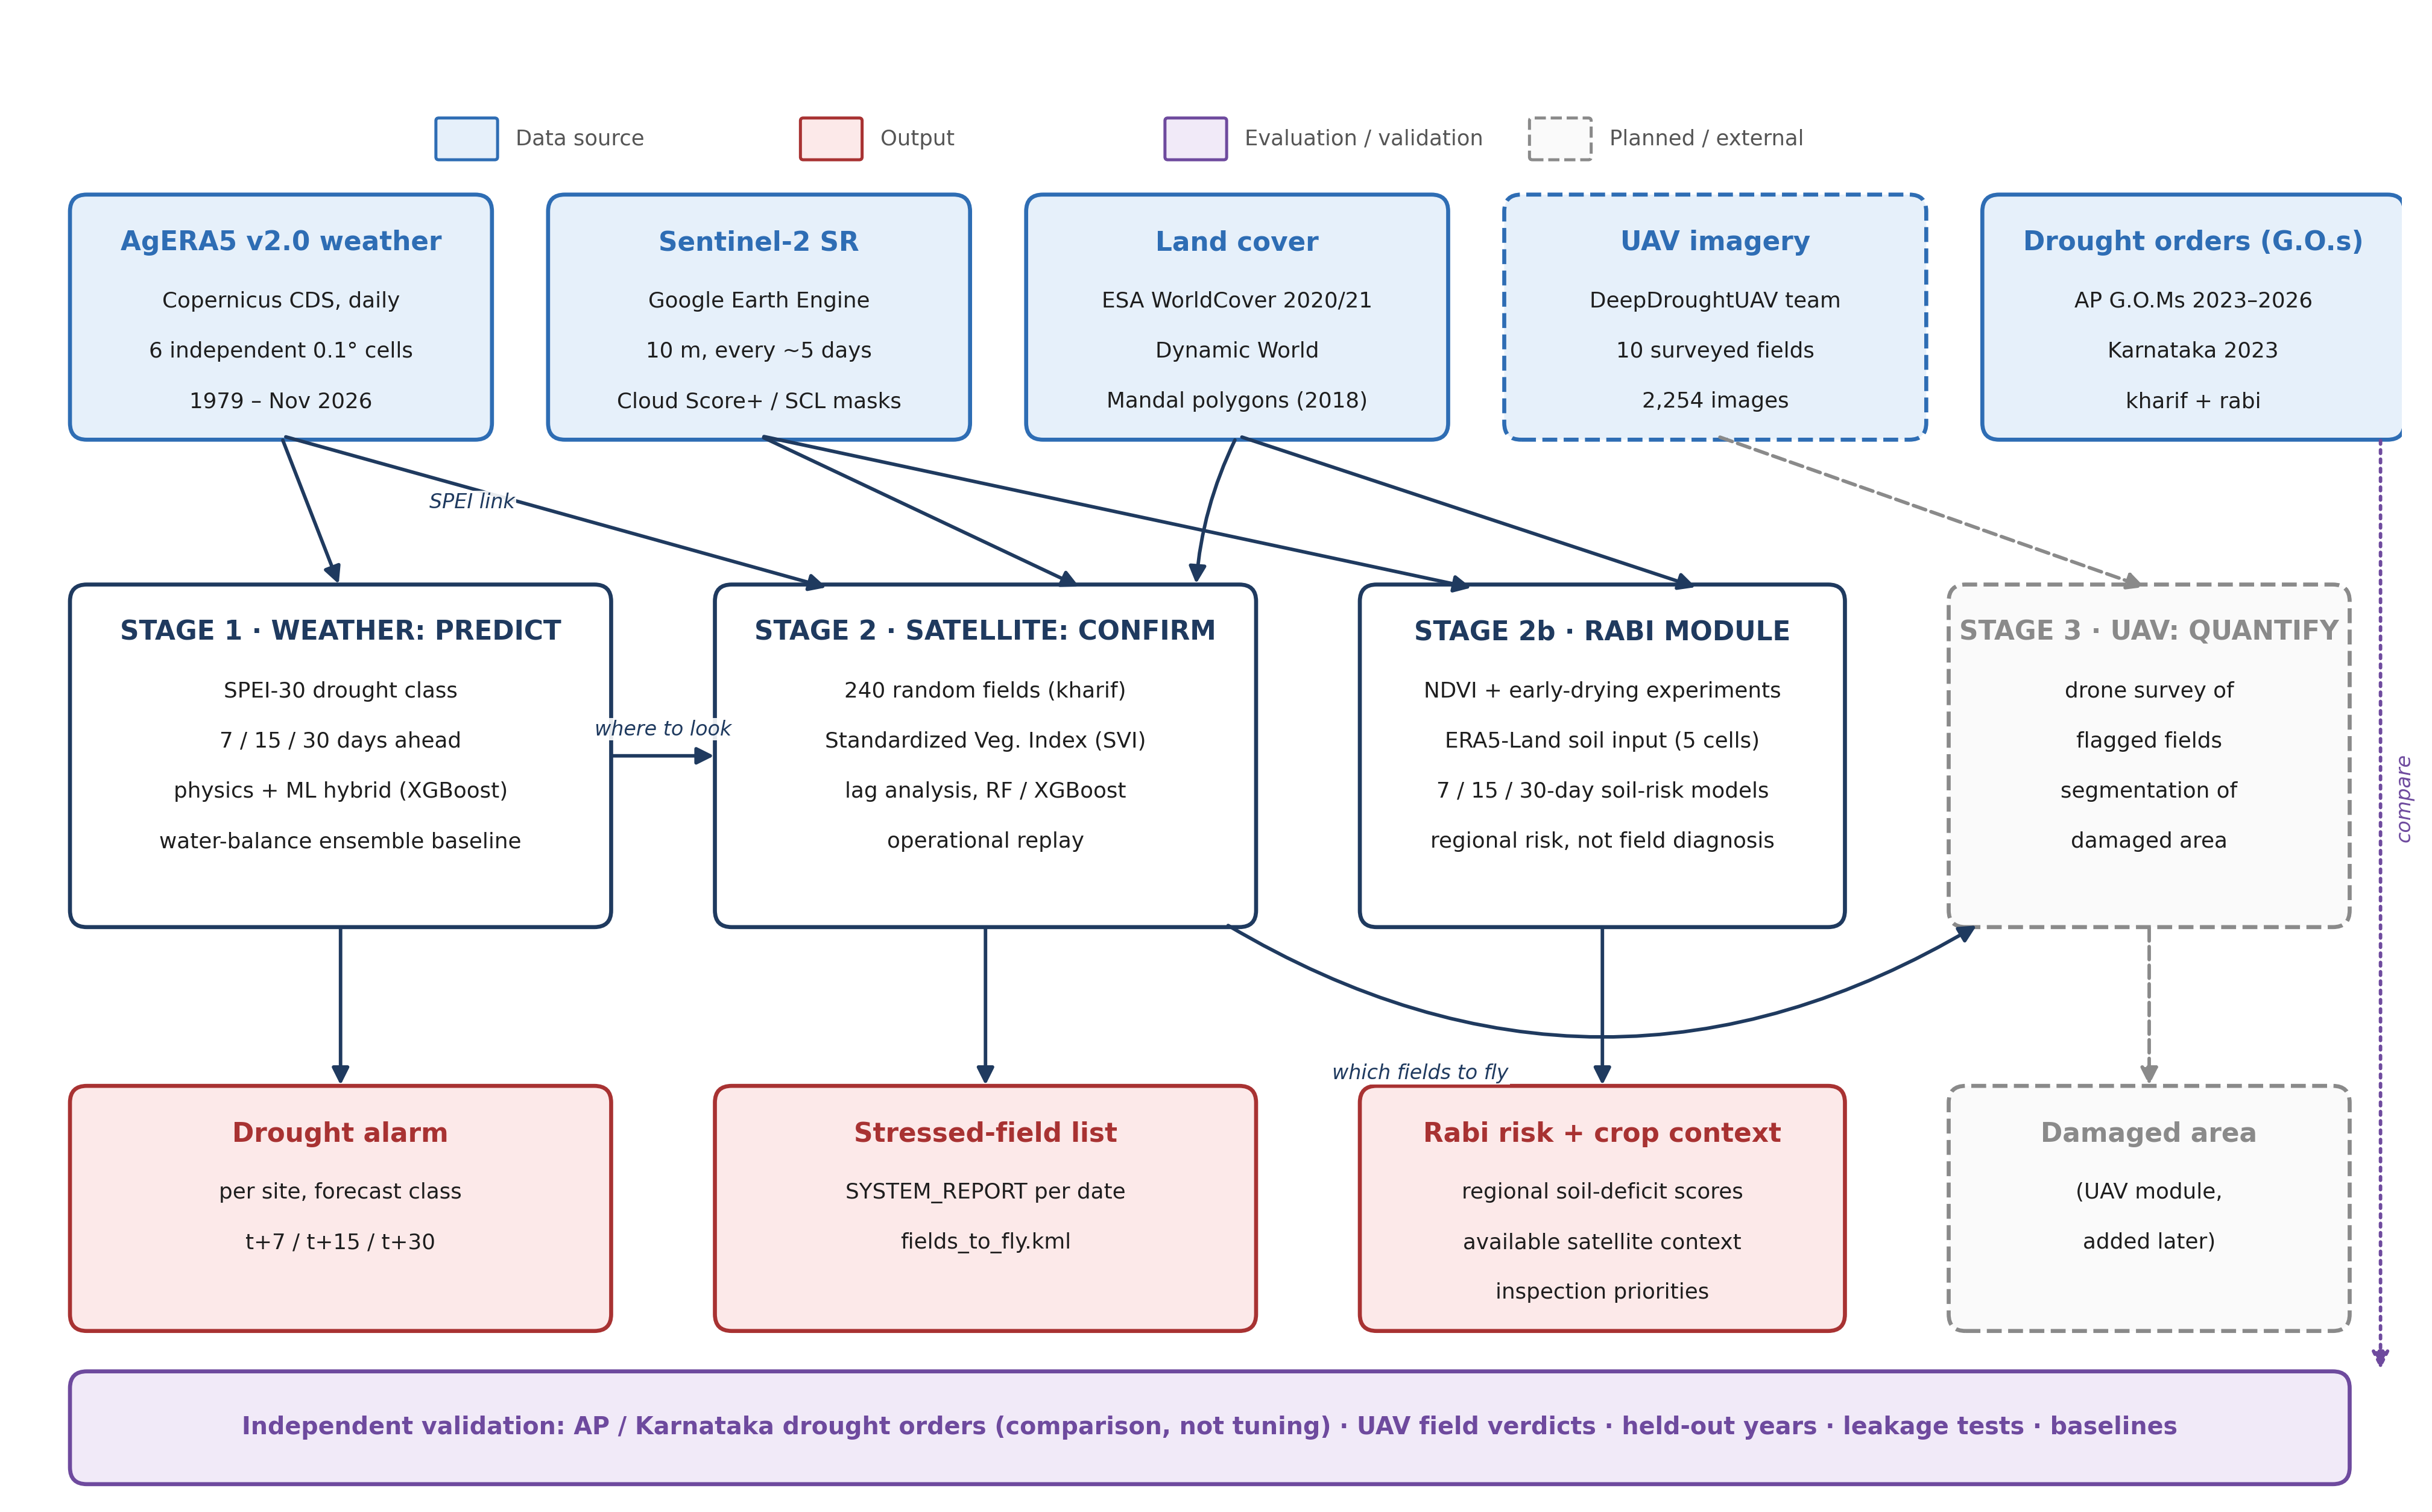 Data source
Output
Evaluation / validation
Planned / external
AgERA5 v2.0 weather
Copernicus CDS, daily
6 independent 0.1° cells
1979 – Nov 2026
Sentinel-2 SR
Google Earth Engine
10 m, every ~5 days
Cloud Score+ / SCL masks
Land cover
ESA WorldCover 2020/21
Dynamic World
Mandal polygons (2018)
UAV imagery
DeepDroughtUAV team
10 surveyed fields
2,254 images
Drought orders (G.O.s)
AP G.O.Ms 2023–2026
Karnataka 2023
kharif + rabi
SPEI link
STAGE 1 · WEATHER: PREDICT
SPEI-30 drought class
7 / 15 / 30 days ahead
physics + ML hybrid (XGBoost)
water-balance ensemble baseline
where to look
STAGE 2 · SATELLITE: CONFIRM
240 random fields (kharif)
Standardized Veg. Index (SVI)
lag analysis, RF / XGBoost
operational replay
STAGE 2b · RABI MODULE
NDVI + early-drying experiments
ERA5-Land soil input (5 cells)
7 / 15 / 30-day soil-risk models
regional risk, not field diagnosis
STAGE 3 · UAV: QUANTIFY
drone survey of
flagged fields
segmentation of
damaged area
compare
which fields to fly
Drought alarm
per site, forecast class
t+7 / t+15 / t+30
Stressed-field list
SYSTEM_REPORT per date
fields_to_fly.kml
Rabi risk + crop context
regional soil-deficit scores
available satellite context
inspection priorities
Damaged area
(UAV module,
added later)
Independent validation: AP / Karnataka drought orders (comparison, not tuning) · UAV field verdicts · held-out years · leakage tests · baselines